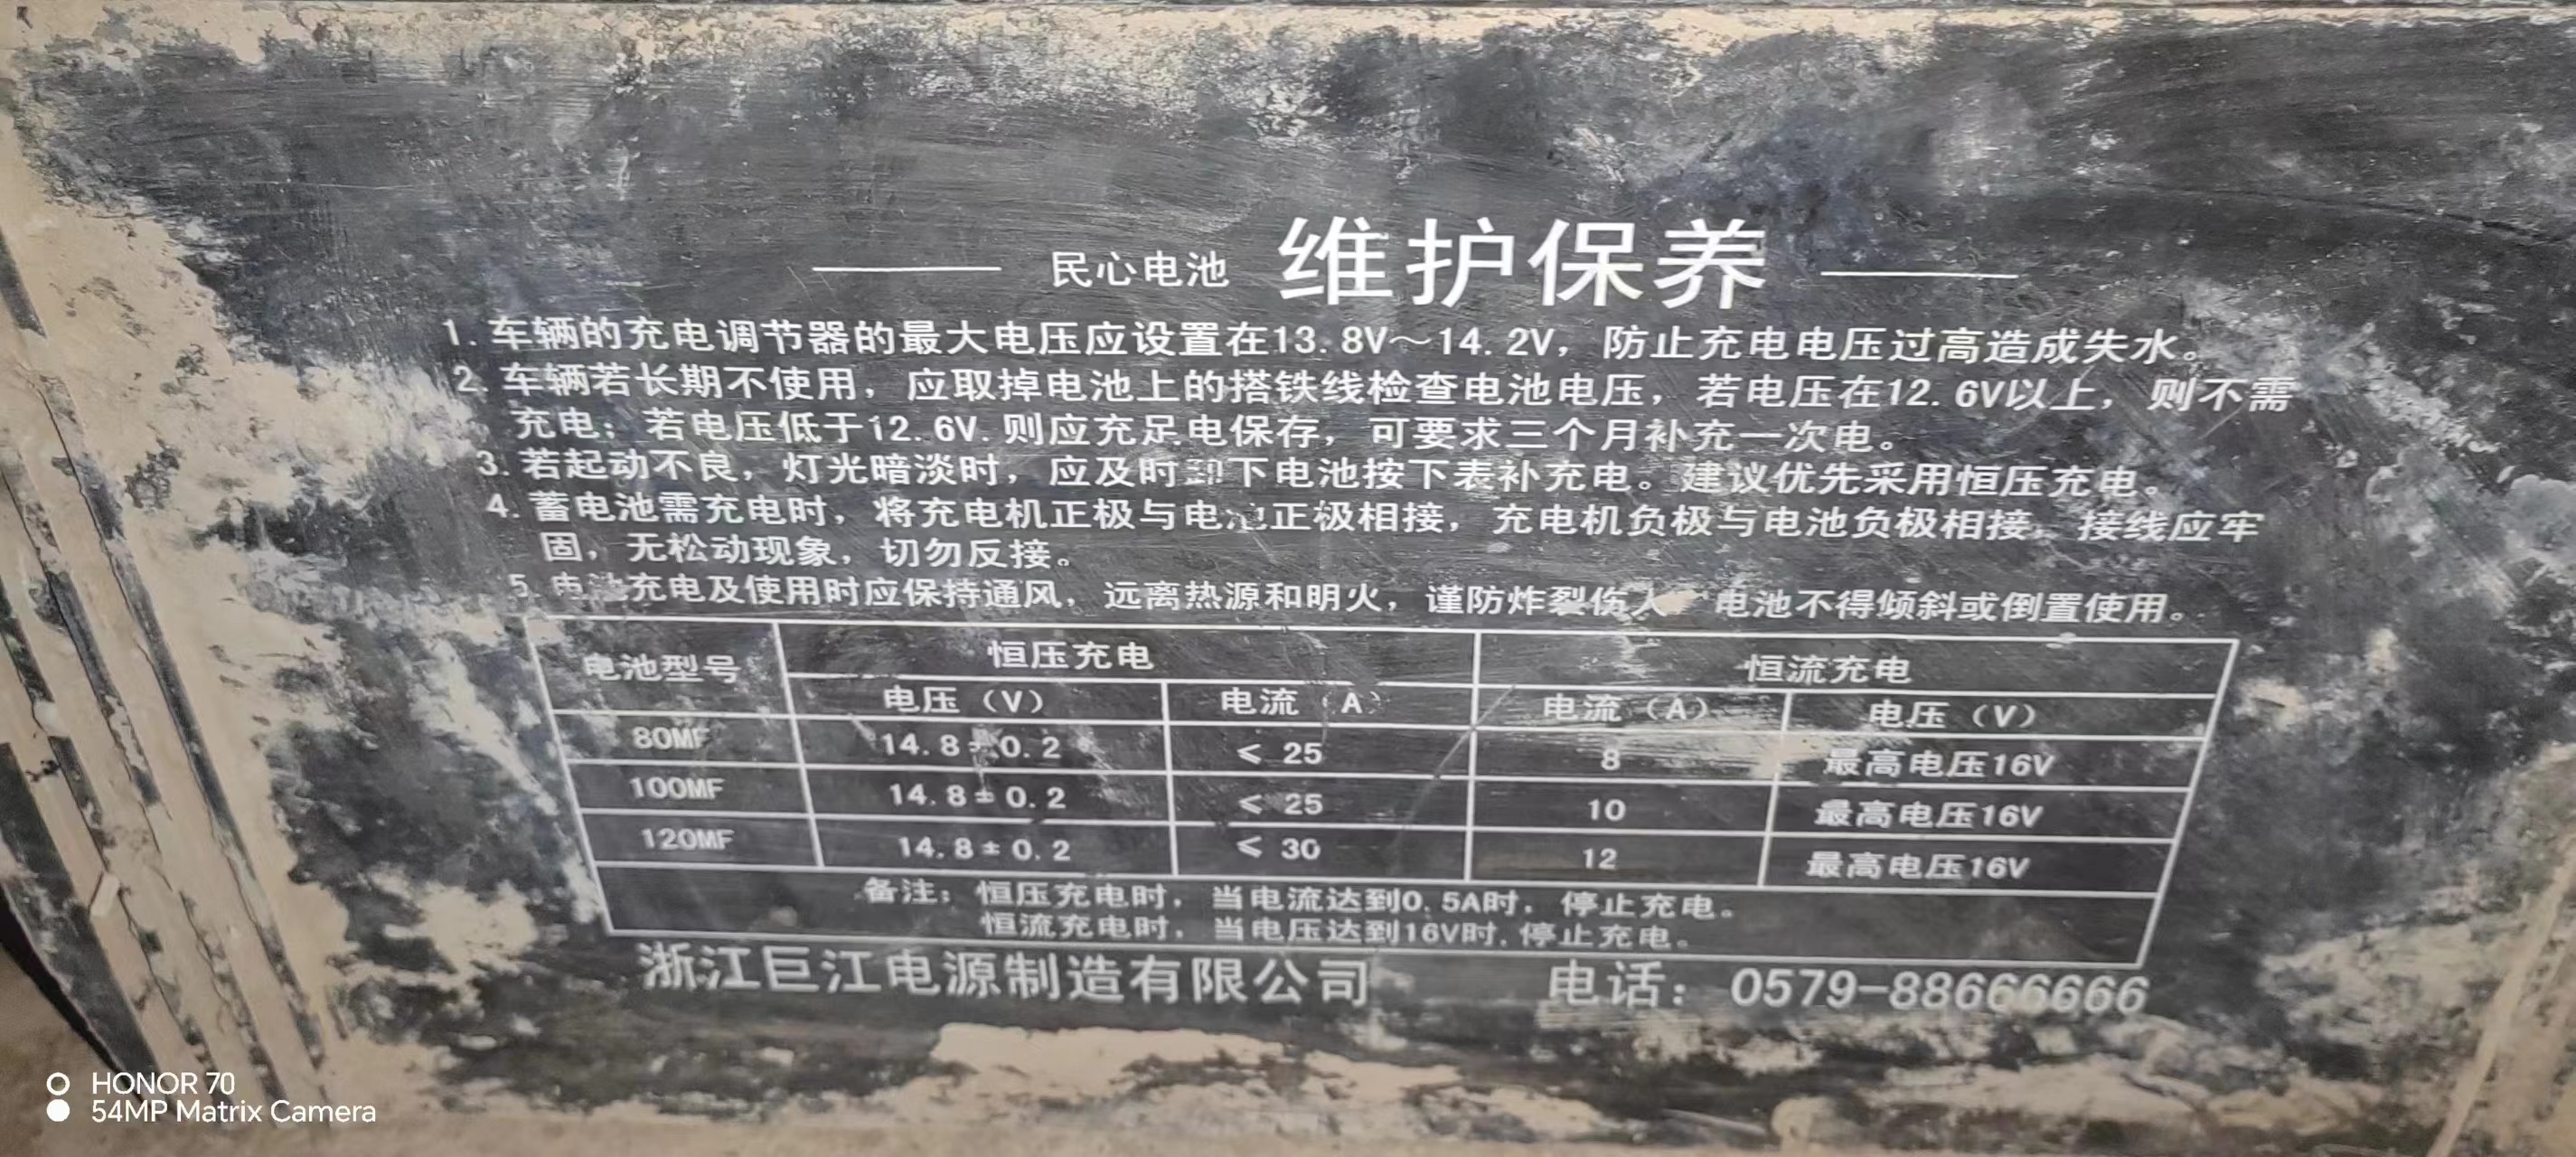 民心电池 维护保养
1. 车辆的充电调节器的最大电压应设置在13.8V～14.2V，防止充电电压过高造成失水。
2. 车辆若长期不使用，应取掉电池上的搭铁线检查电池电压，若电压在12.6V以上，则不需
充电；若电压低于12.6V.则应充足电保存，可要求三个月补充一次电。
3. 若起动不良，灯光暗淡时，应及时卸下电池按下表补充电。建议优先采用恒压充电。
4. 蓄电池需充电时，将充电机正极与电池正极相接，充电机负极与电池负极相接，接线应牢
固，无松动现象，切勿反接。
5. 电池充电及使用时应保持通风，远离热源和明火，谨防炸裂伤人 电池不得倾斜或倒置使用。
电池型号 恒压充电 恒流充电
电压（V） 电流（A） 电流（A） 电压（V）
80MF 14.8±0.2 ≤ 25 8 最高电压16V
100MF 14.8±0.2 ≤ 25 10 最高电压16V
120MF 14.8±0.2 ≤ 30 12 最高电压16V
备注：恒压充电时，当电流达到0.5A时，停止充电。
恒流充电时，当电压达到16V时，停止充电。
浙江巨江电源制造有限公司 电话：0579-88666666
HONOR 70
54MP Matrix Camera